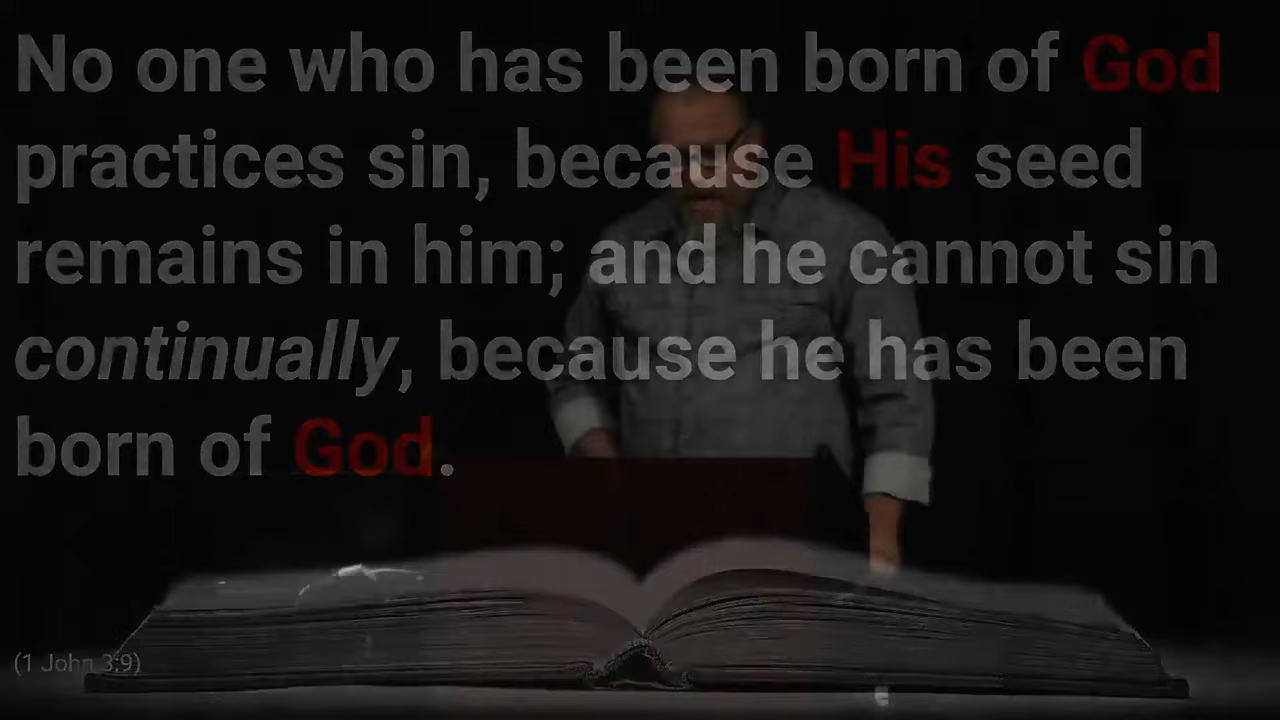 No one who has been born of God
practices sin, because His seed
remains in him; and he cannot sin
continually, because he has been
born of God.
(1 John 3:9)